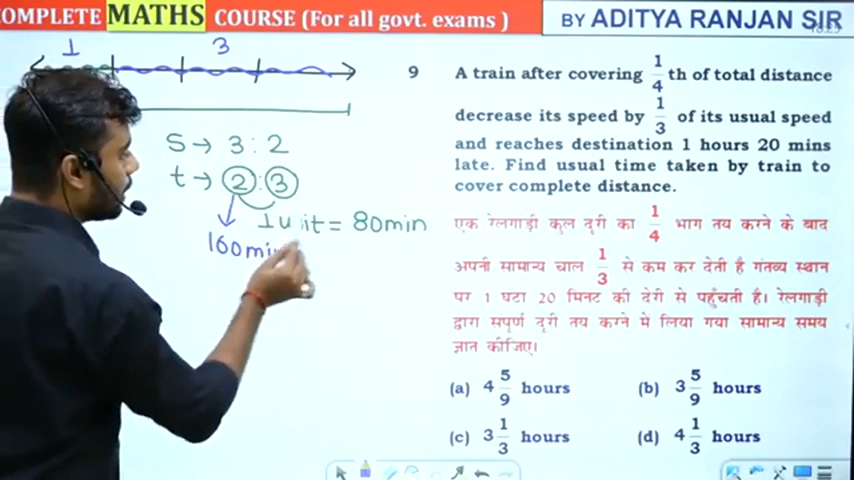 COMPLETE MATHS COURSE (For all govt. exams ) BY ADITYA RANJAN SIR
1 3
S → 3 : 2
t → 2 : 3
= 80min
9 A train after covering 1/4 th of total distance
decrease its speed by 1/3 of its usual speed
and reaches destination 1 hours 20 mins
late. Find usual time taken by train to
cover complete distance.
एक रेलगाड़ी कुल दूरी का 1/4 भाग तय करने के बाद
अपनी सामान्य चाल 1/3 से कम कर देती है गंतव्य स्थान
पर 1 घटा 20 मिनट की देरी से पहुँचती है। रेलगाड़ी
द्वारा सपूर्ण दूरी तय करने मे लिया गया सामान्य समय
ज्ञात कीजिए।
(a) 4 5/9 hours (b) 3 5/9 hours
(c) 3 1/3 hours (d) 4 1/3 hours